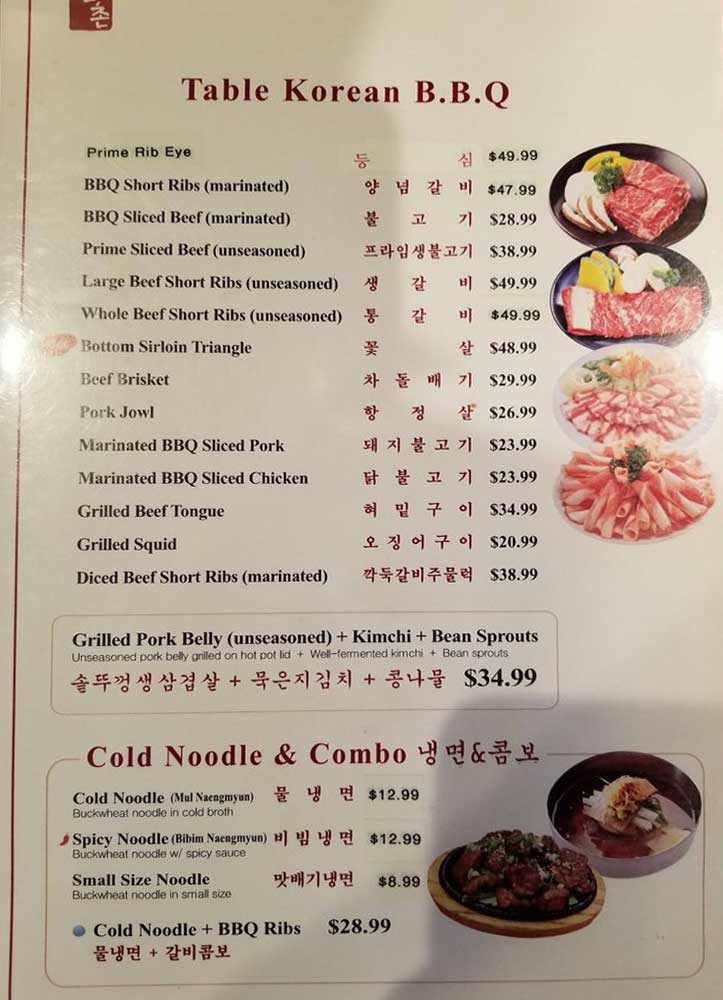 촌
Table Korean B.B.Q
Prime Rib Eye 등 심 $49.99
BBQ Short Ribs (marinated) 양 념 갈 비 $47.99
BBQ Sliced Beef (marinated) 불 고 기 $28.99
Prime Sliced Beef (unseasoned) 프라임생불고기 $38.99
Large Beef Short Ribs (unseasoned) 생 갈 비 $49.99
Whole Beef Short Ribs (unseasoned) 통 갈 비 $49.99
Bottom Sirloin Triangle 꽃 살 $48.99
Beef Brisket 차 돌 배 기 $29.99
Pork Jowl 항 정 살 $26.99
Marinated BBQ Sliced Pork 돼 지 불 고 기 $23.99
Marinated BBQ Sliced Chicken 닭 불 고 기 $23.99
Grilled Beef Tongue 혀 밑 구 이 $34.99
Grilled Squid 오 징 어 구 이 $20.99
Diced Beef Short Ribs (marinated) 깍둑갈비주물럭 $38.99
Grilled Pork Belly (unseasoned) + Kimchi + Bean Sprouts
Unseasoned pork belly grilled on hot pot lid + Well-fermented kimchi + Bean sprouts
솥뚜껑생삼겹살 + 묵은지김치 + 콩나물 $34.99
Cold Noodle & Combo 냉면&콤보
Cold Noodle (Mul Naengmyun) 물 냉 면 $12.99
Buckwheat noodle in cold broth
Spicy Noodle (Bibim Naengmyun) 비 빔 냉 면 $12.99
Buckwheat noodle w/ spicy sauce
Small Size Noodle 맛배기냉면 $8.99
Buckwheat noodle in small size
Cold Noodle + BBQ Ribs $28.99
물냉면 + 갈비콤보